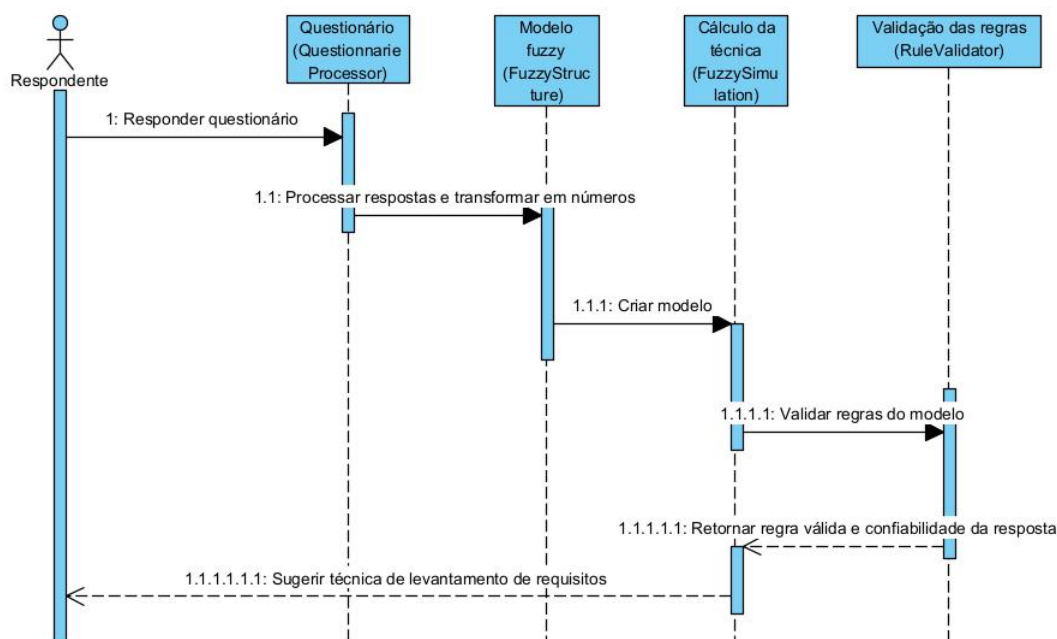 Respondente
Questionário
(Questionnarie
Processor)
Modelo
fuzzy
(FuzzyStruc
ture)
Cálculo da
técnica
(FuzzySimu
lation)
Validação das regras
(RuleValidator)
1: Responder questionário
1.1: Processar respostas e transformar em números
1.1.1: Criar modelo
1.1.1.1: Validar regras do modelo
1.1.1.1.1: Retornar regra válida e confiabilidade da resposta
1.1.1.1.1.1: Sugerir técnica de levantamento de requisitos